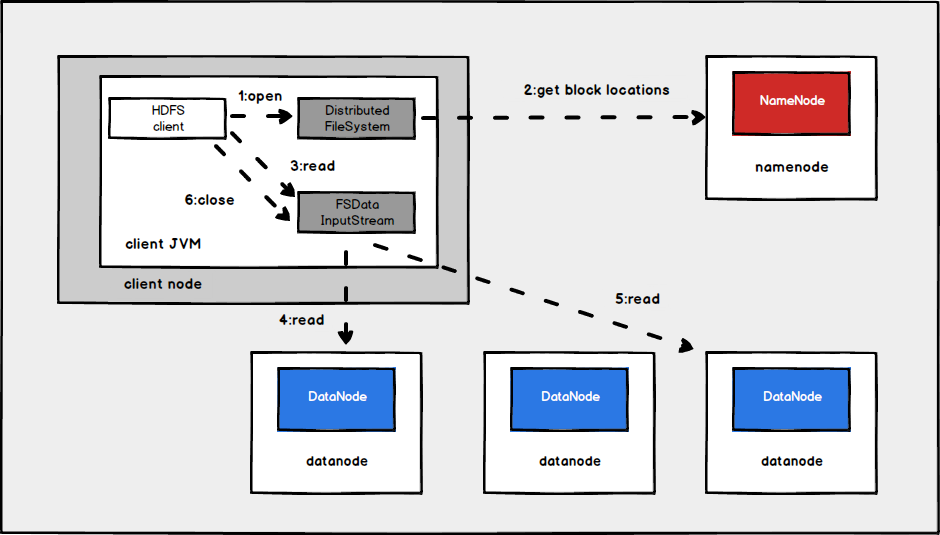 1:open
2:get block locations
HDFS
client
Distributed
FileSystem
NameNode
3:read
namenode
6:close
FSData
InputStream
client JVM
client node
5:read
4:read
DataNode
DataNode
DataNode
datanode
datanode
datanode